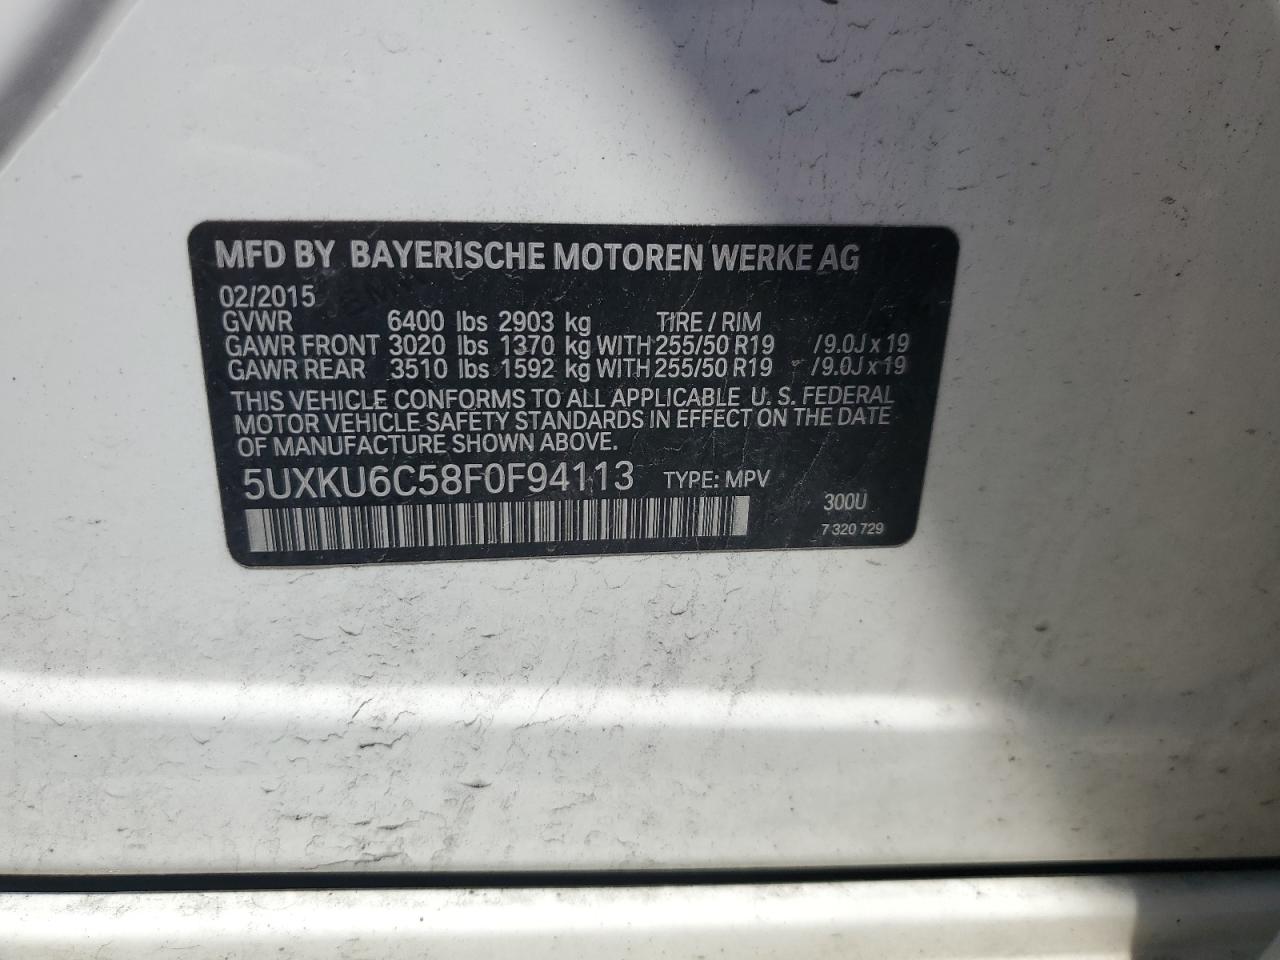 MFD BY BAYERISCHE MOTOREN WERKE AG
02/2015
GVWR 6400 lbs 2903 kg TIRE / RIM
GAWR FRONT 3020 lbs 1370 kg WITH 255/50 R19 /9.0J x 19
GAWR REAR 3510 lbs 1592 kg WITH 255/50 R19 /9.0J x 19
THIS VEHICLE CONFORMS TO ALL APPLICABLE U. S. FEDERAL
MOTOR VEHICLE SAFETY STANDARDS IN EFFECT ON THE DATE
OF MANUFACTURE SHOWN ABOVE.
5UXKU6C58F0F94113 TYPE: MPV
300U
7 320 729